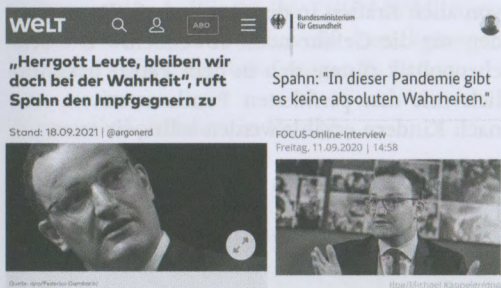 WELT
ABO
„Herrgott Leute, bleiben wir
doch bei der Wahrheit“, ruft
Spahn den Impfgegnern zu
Stand: 18.09.2021 | @argonerd
Bundesministerium
für Gesundheit
Spahn: "In dieser Pandemie gibt
es keine absoluten Wahrheiten."
FOCUS-Online-Interview
Freitag, 11.09.2020 | 14:58